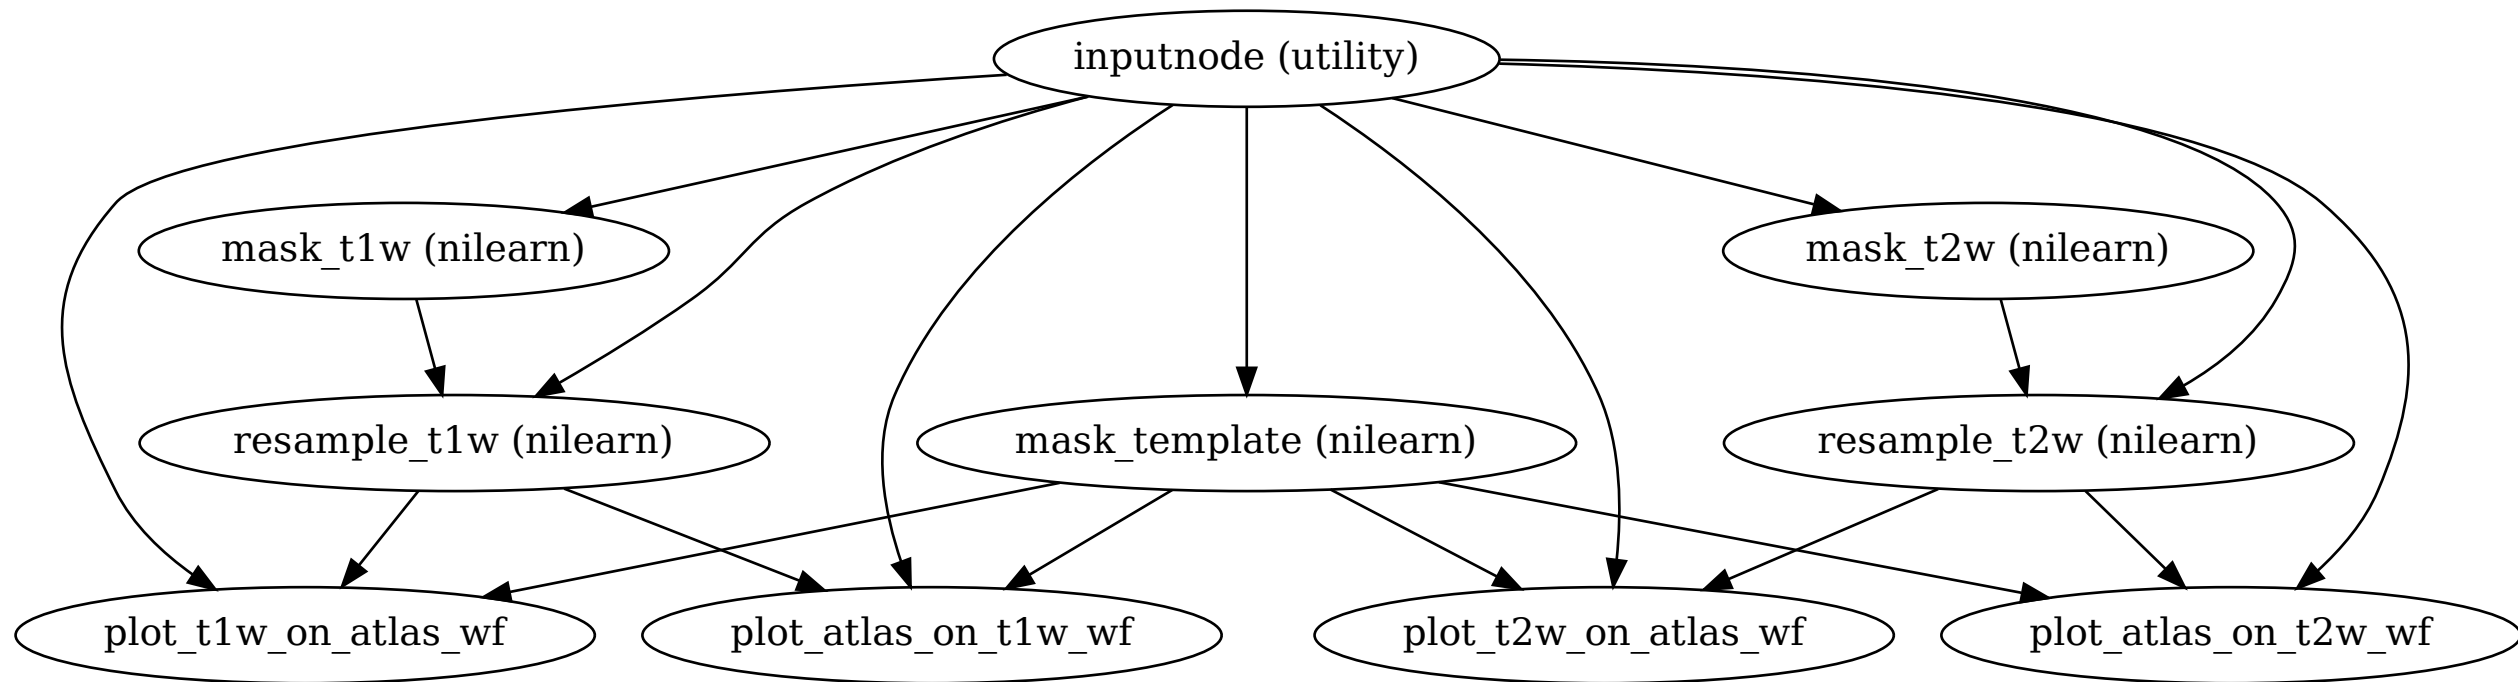 inputnode (utility)
mask_t1w (nilearn)
mask_t2w (nilearn)
resample_t1w (nilearn)
mask_template (nilearn)
resample_t2w (nilearn)
plot_t1w_on_atlas_wf
plot_atlas_on_t1w_wf
plot_t2w_on_atlas_wf
plot_atlas_on_t2w_wf